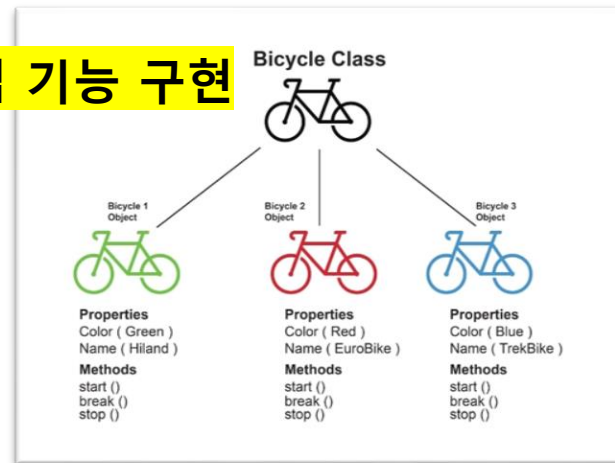 기능 구현
Bicycle Class
Bicycle 1
Object
Bicycle 2
Object
Bicycle 3
Object
Properties
Color ( Green )
Name ( Hiland )
Methods
start ()
break ()
stop ()
Properties
Color ( Red )
Name ( EuroBike )
Methods
start ()
break ()
stop ()
Properties
Color ( Blue )
Name ( TrekBike )
Methods
start ()
break ()
stop ()